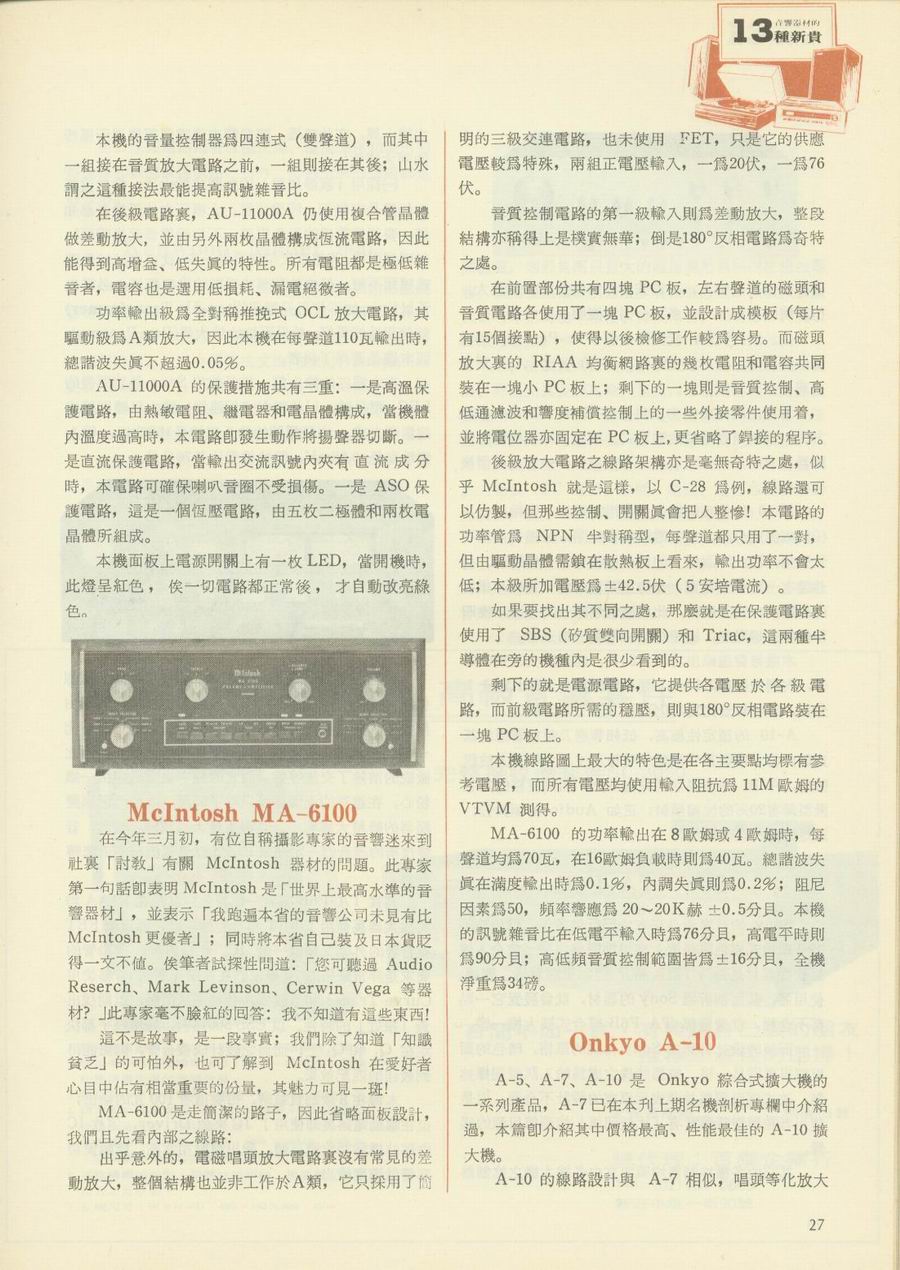 13 音響器材的
種新貴
本機的音量控制器爲四連式（雙聲道），而其中
一組接在音質放大電路之前，一組則接在其後；山水
謂之這種接法最能提高訊號雜音比。
在後級電路裏，AU-11000A 仍使用複合管晶體
做差動放大，並由另外兩枚晶體構成恆流電路，因此
能得到高增益、低失眞的特性。所有電阻都是極低雜
音者，電容也是選用低損耗、漏電絕微者。
功率輸出級爲全對稱推挽式 OCL 放大電路，其
驅動級爲A類放大，因此本機在每聲道110瓦輸出時，
總諧波失眞不超過0.05%。
AU-11000A 的保護措施共有三重：一是高溫保
護電路，由熱敏電阻、繼電器和電晶體構成，當機體
內溫度過高時，本電路卽發生動作將揚聲器切斷。一
是直流保護電路，當輸出交流訊號內夾有直流成分
時，本電路可確保喇叭音圈不受損傷。一是 ASO 保
護電路，這是一個恆壓電路，由五枚二極體和兩枚電
晶體所組成。
本機面板上電源開關上有一枚 LED，當開機時，
此燈呈紅色，俟一切電路都正常後，才自動改亮綠
色。
McIntosh
McIntosh MA-6100
在今年三月初，有位自稱攝影專家的音響迷來到
社裏「討教」有關 McIntosh 器材的問題。此專家
第一句話卽表明 McIntosh 是「世界上最高水準的音
響器材」，並表示「我跑遍本省的音響公司未見有比
McIntosh 更優者」；同時將本省自己裝及日本貨貶
得一文不值。俟筆者試探性問道：「您可聽過 Audio
Reserch、Mark Levinson、Cerwin Vega 等器
材？」此專家毫不臉紅的回答：我不知道有這些東西！
這不是故事，是一段事實；我們除了知道「知識
貧乏」的可怕外，也可了解到 McIntosh 在愛好者
心目中佔有相當重要的份量，其魅力可見一斑！
MA-6100 是走簡潔的路子，因此省略面板設計，
我們且先看內部之線路：
出乎意外的，電磁唱頭放大電路裏沒有常見的差
動放大，整個結構也並非工作於A類，它只採用了簡
明的三級交連電路，也未使用 FET，只是它的供應
電壓較爲特殊，兩組正電壓輸入，一爲20伏，一爲76
伏。
音質控制電路的第一級輸入則爲差動放大，整段
結構亦稱得上是樸實無華；倒是180°反相電路爲奇特
之處。
在前置部份共有四塊 PC 板，左右聲道的磁頭和
音質電路各使用了一塊 PC 板，並設計成模板（每片
有15個接點），使得以後檢修工作較爲容易。而磁頭
放大裏的 RIAA 均衡網路裏的幾枚電阻和電容共同
裝在一塊小 PC 板上；剩下的一塊則是音質控制、高
低通濾波和響度補償控制上的一些外接零件使用着，
並將電位器亦固定在 PC 板上，更省略了銲接的程序。
後級放大電路之線路架構亦是毫無奇特之處，似
乎 McIntosh 就是這樣，以 C-28 爲例，線路還可
以仿製，但那些控制、開關眞會把人整慘！本電路的
功率管爲 NPN 半對稱型，每聲道都只用了一對，
但由驅動晶體需鎖在散熱板上看來，輸出功率不會太
低；本級所加電壓爲±42.5伏（5安培電流）。
如果要找出其不同之處，那麼就是在保護電路裏
使用了 SBS（矽質雙向開關）和 Triac，這兩種半
導體在旁的機種內是很少看到的。
剩下的就是電源電路，它提供各電壓於各級電
路，而前級電路所需的穩壓，則與180°反相電路裝在
一塊 PC 板上。
本機線路圖上最大的特色是在各主要點均標有參
考電壓，而所有電壓均使用輸入阻抗爲 11M 歐姆的
VTVM 測得。
MA-6100 的功率輸出在8歐姆或4歐姆時，每
聲道均爲70瓦，在16歐姆負載時則爲40瓦。總諧波失
眞在滿度輸出時爲0.1%，內調失眞則爲0.2%；阻尼
因素爲50，頻率響應爲 20～20K赫 ±0.5分貝。本機
的訊號雜音比在低電平輸入時爲76分貝，高電平時則
爲90分貝；高低頻音質控制範圍皆爲±16分貝，全機
淨重爲34磅。
Onkyo A-10
A-5、A-7、A-10 是 Onkyo 綜合式擴大機的
一系列產品，A-7已在本刊上期名機剖析專欄中介紹
過，本篇卽介紹其中價格最高、性能最佳的 A-10 擴
大機。
A-10 的線路設計與 A-7 相似，唱頭等化放大
27